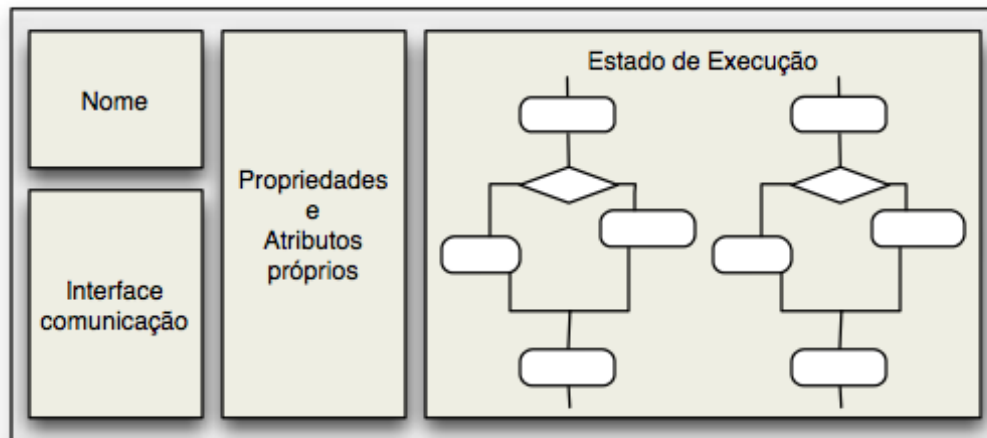 Nome
Interface
comunicação
Propriedades
e
Atributos
próprios
Estado de Execução